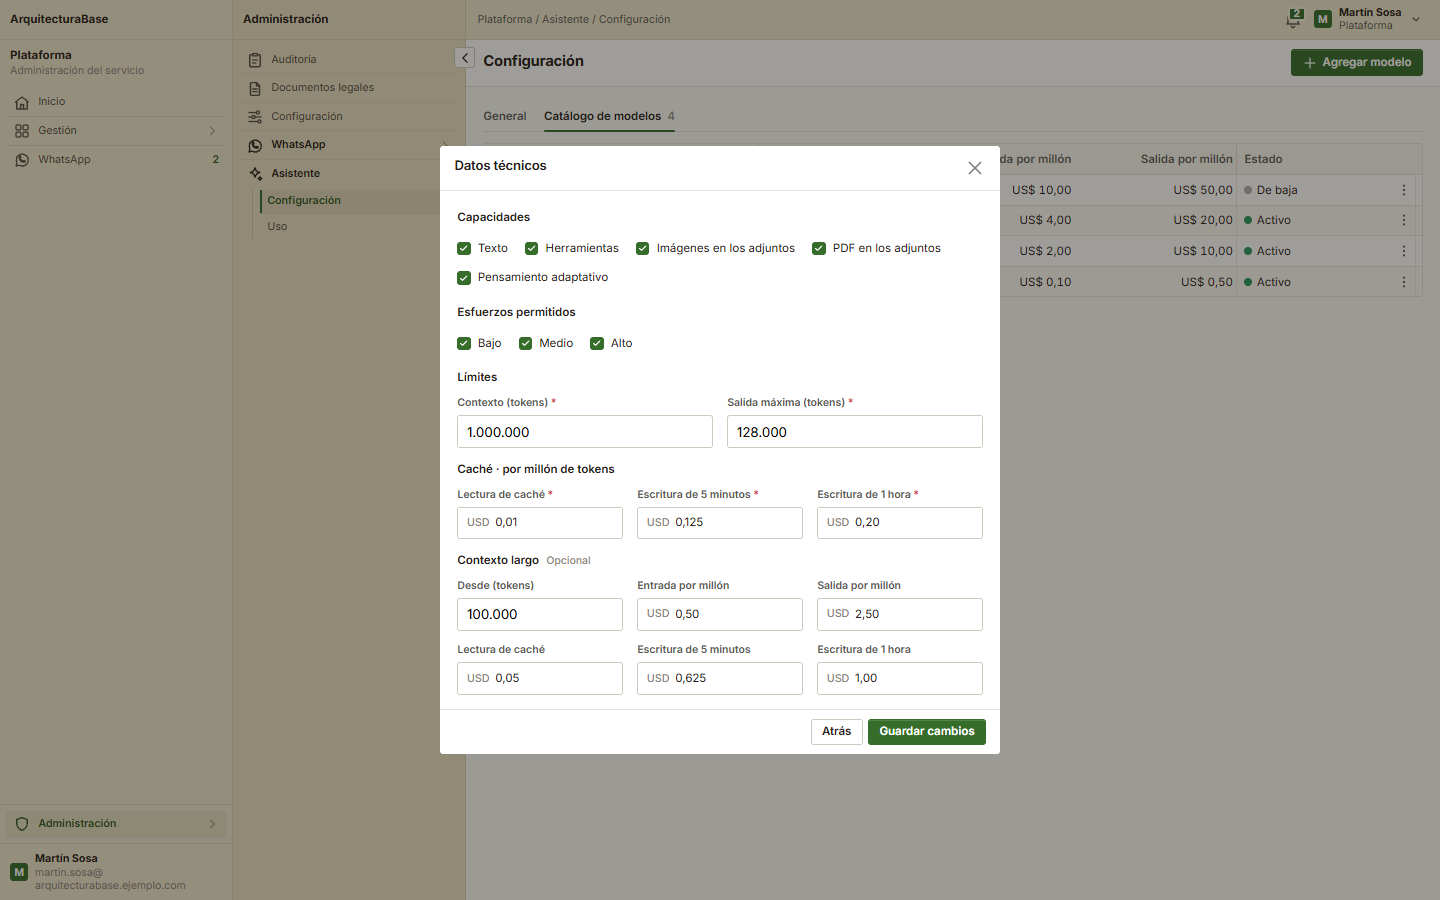 ArquitecturaBase
Plataforma
Administración del servicio
Inicio
Gestión
WhatsApp 2
Administración
Martín Sosa
martin.sosa@
arquitecturabase.ejemplo.com
Administración
Auditoría
Documentos legales
Configuración
WhatsApp
Asistente
Configuración
Uso
Plataforma / Asistente / Configuración
2
M
Martín Sosa
Plataforma
Configuración
Agregar modelo
General
Catálogo de modelos 4
da por millón Salida por millón Estado
US$ 10,00 US$ 50,00 De baja
US$ 4,00 US$ 20,00 Activo
US$ 2,00 US$ 10,00 Activo
US$ 0,10 US$ 0,50 Activo
Datos técnicos
Capacidades
Texto Herramientas Imágenes en los adjuntos PDF en los adjuntos
Pensamiento adaptativo
Esfuerzos permitidos
Bajo Medio Alto
Límites
Contexto (tokens) * Salida máxima (tokens) *
1.000.000 128.000
Caché · por millón de tokens
Lectura de caché * Escritura de 5 minutos * Escritura de 1 hora *
USD 0,01 USD 0,125 USD 0,20
Contexto largo Opcional
Desde (tokens) Entrada por millón Salida por millón
100.000 USD 0,50 USD 2,50
Lectura de caché Escritura de 5 minutos Escritura de 1 hora
USD 0,05 USD 0,625 USD 1,00
Atrás Guardar cambios
M